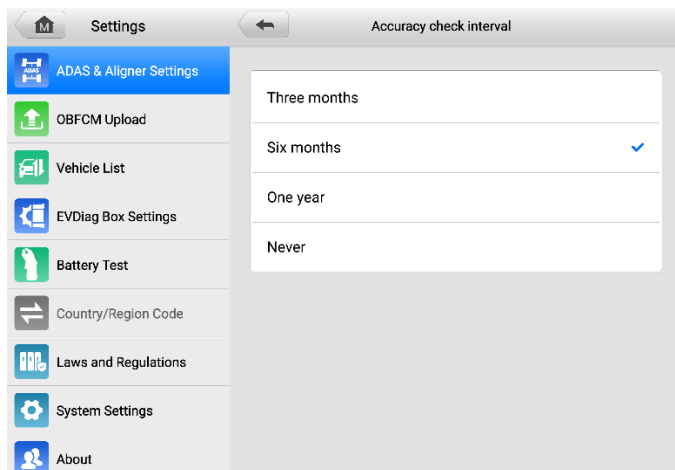 M
Settings
Accuracy check interval
ADAS
ADAS & Aligner Settings
OBFCM Upload
Vehicle List
EVDiag Box Settings
Battery Test
Country/Region Code
Laws and Regulations
System Settings
About
Three months
Six months
One year
Never